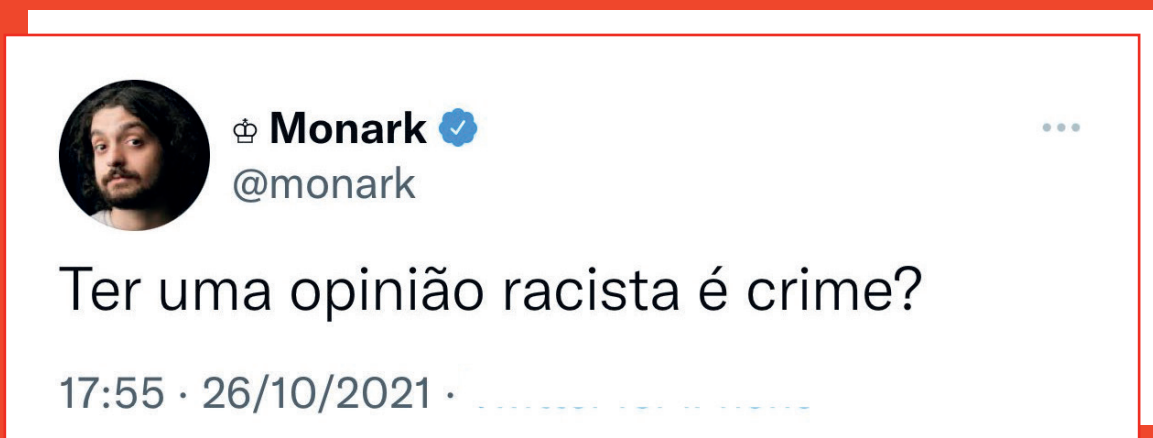 ♔ Monark
@monark
Ter uma opinião racista é crime?
17:55 · 26/10/2021 ·